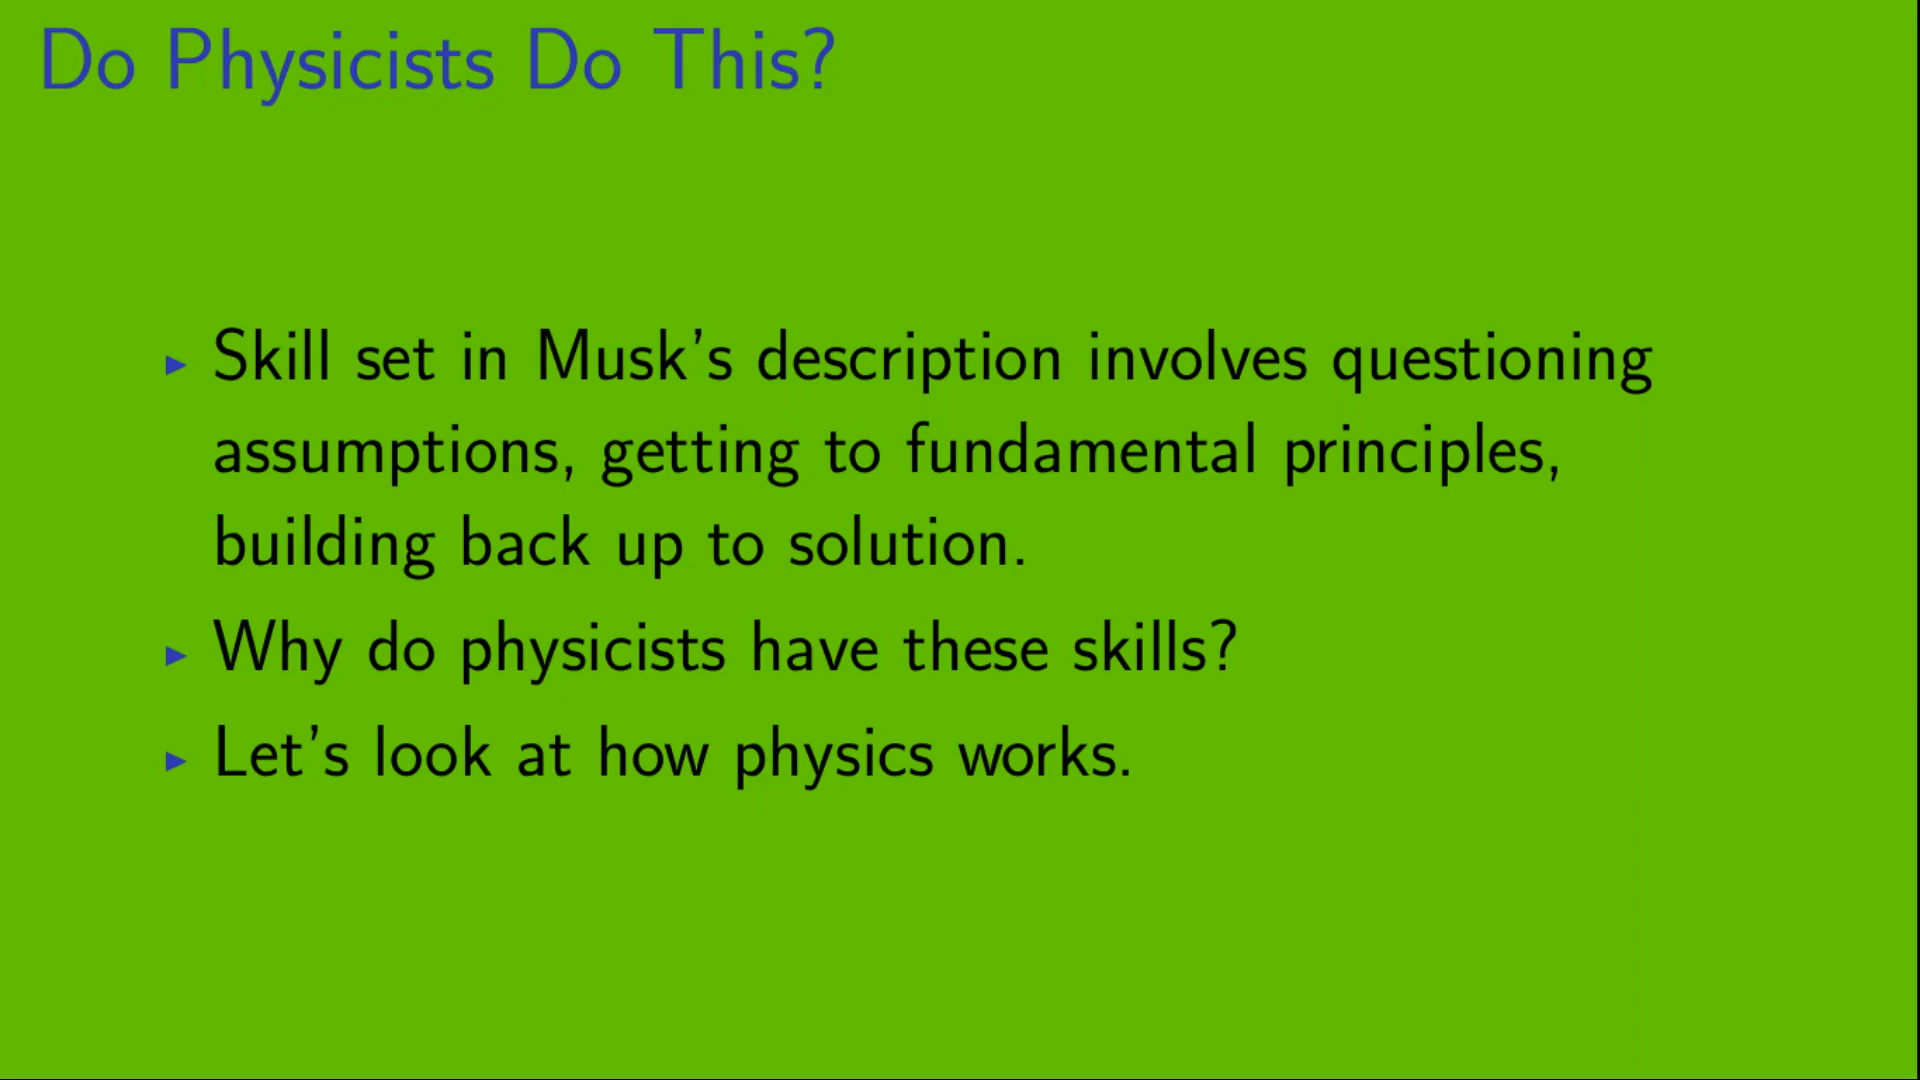 Do Physicists Do This?
▶ Skill set in Musk's description involves questioning
assumptions, getting to fundamental principles,
building back up to solution.
▶ Why do physicists have these skills?
▶ Let's look at how physics works.